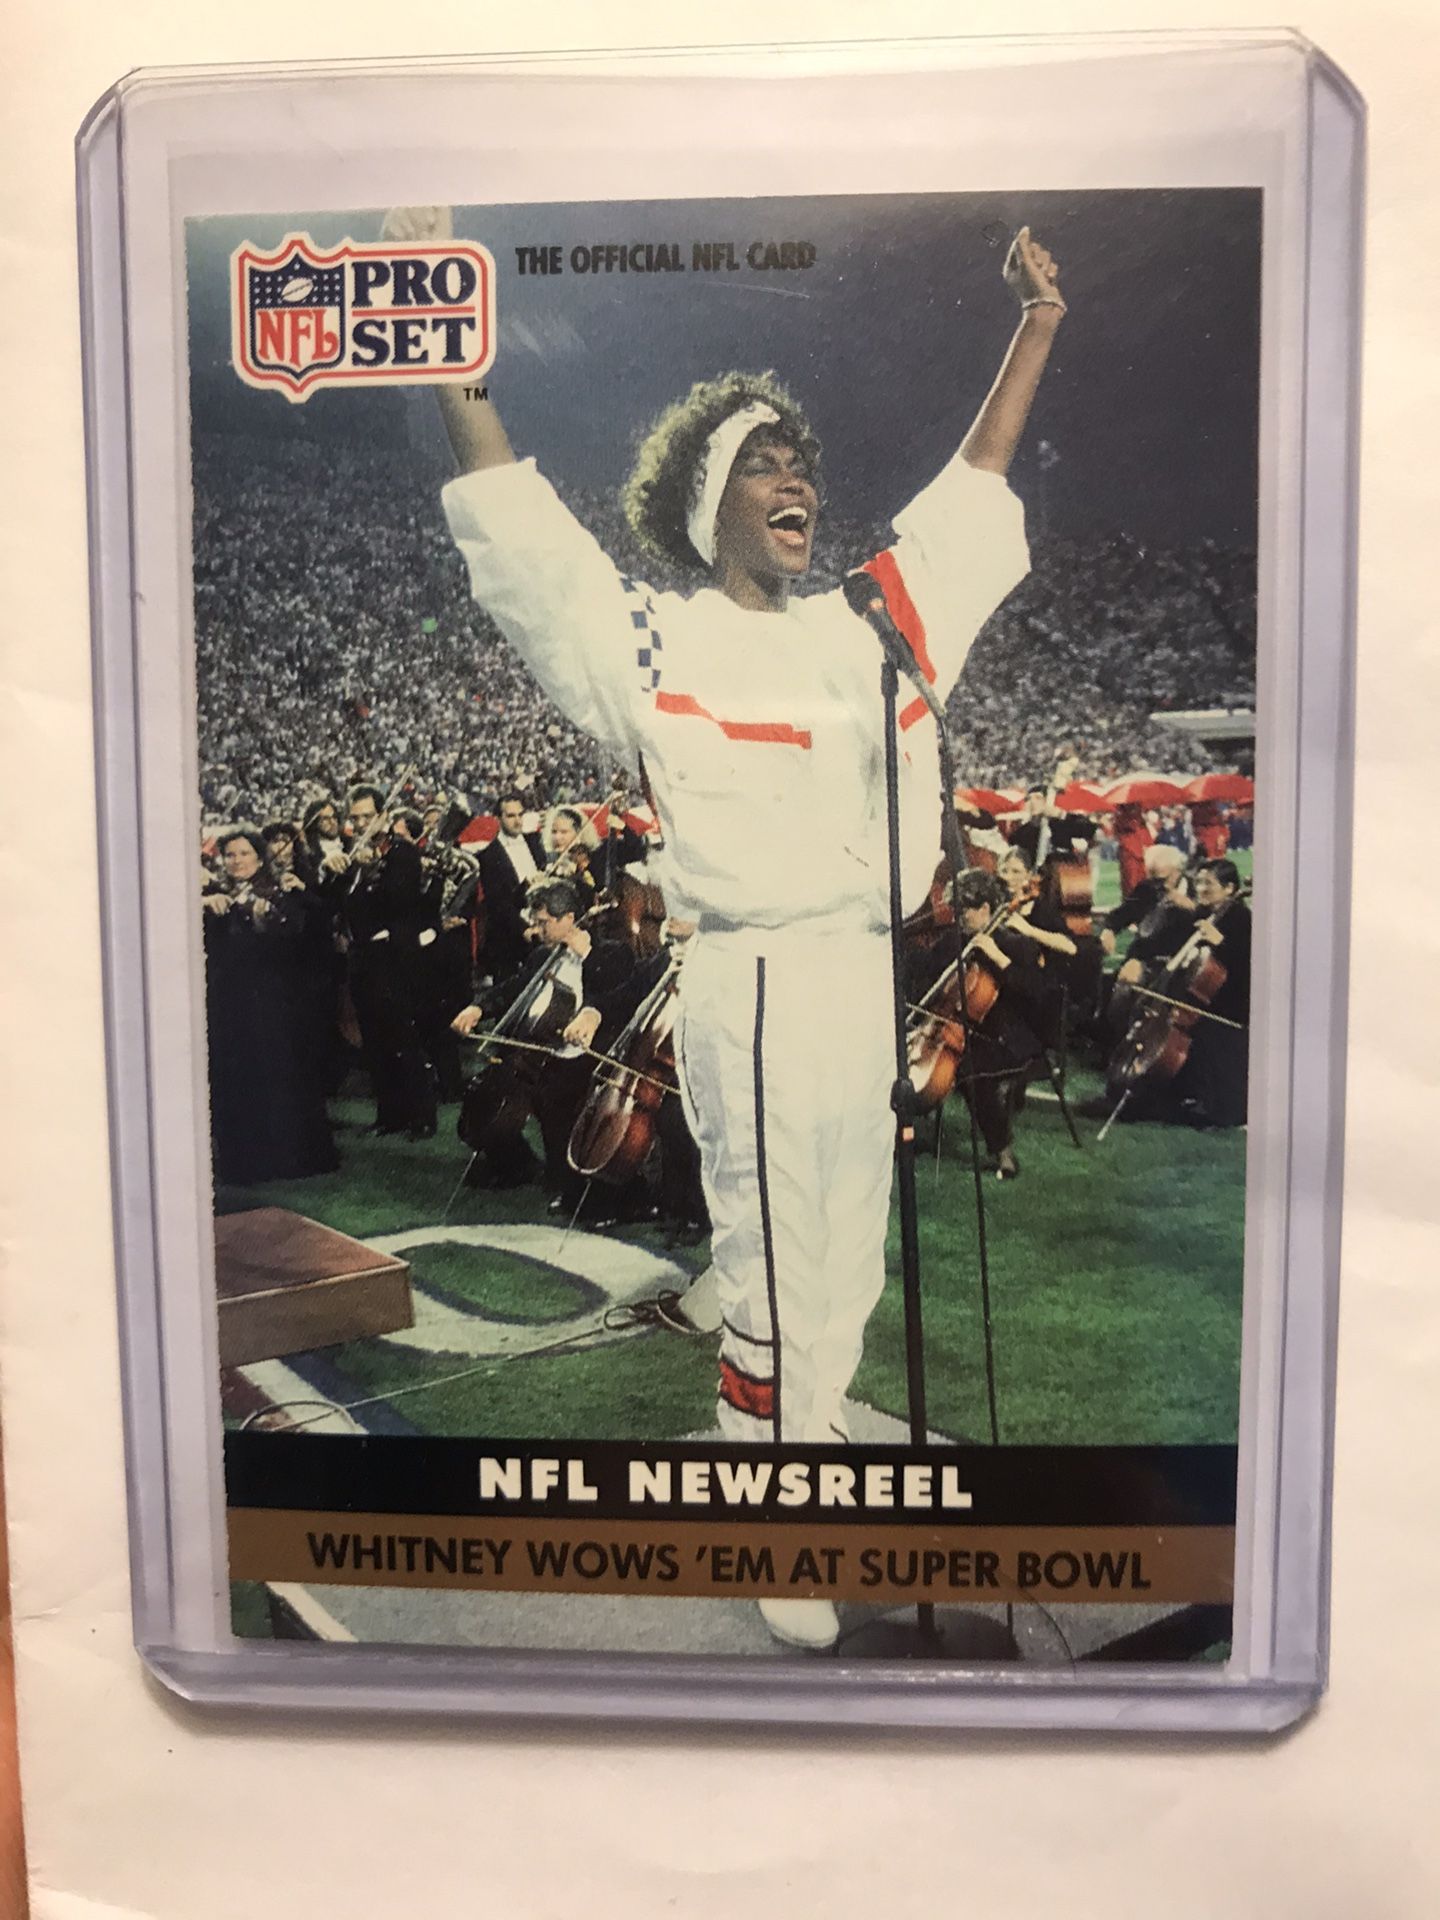 PRO
SET
NFL
TM
THE OFFICIAL NFL CARD
NFL NEWSREEL
WHITNEY WOWS 'EM AT SUPER BOWL